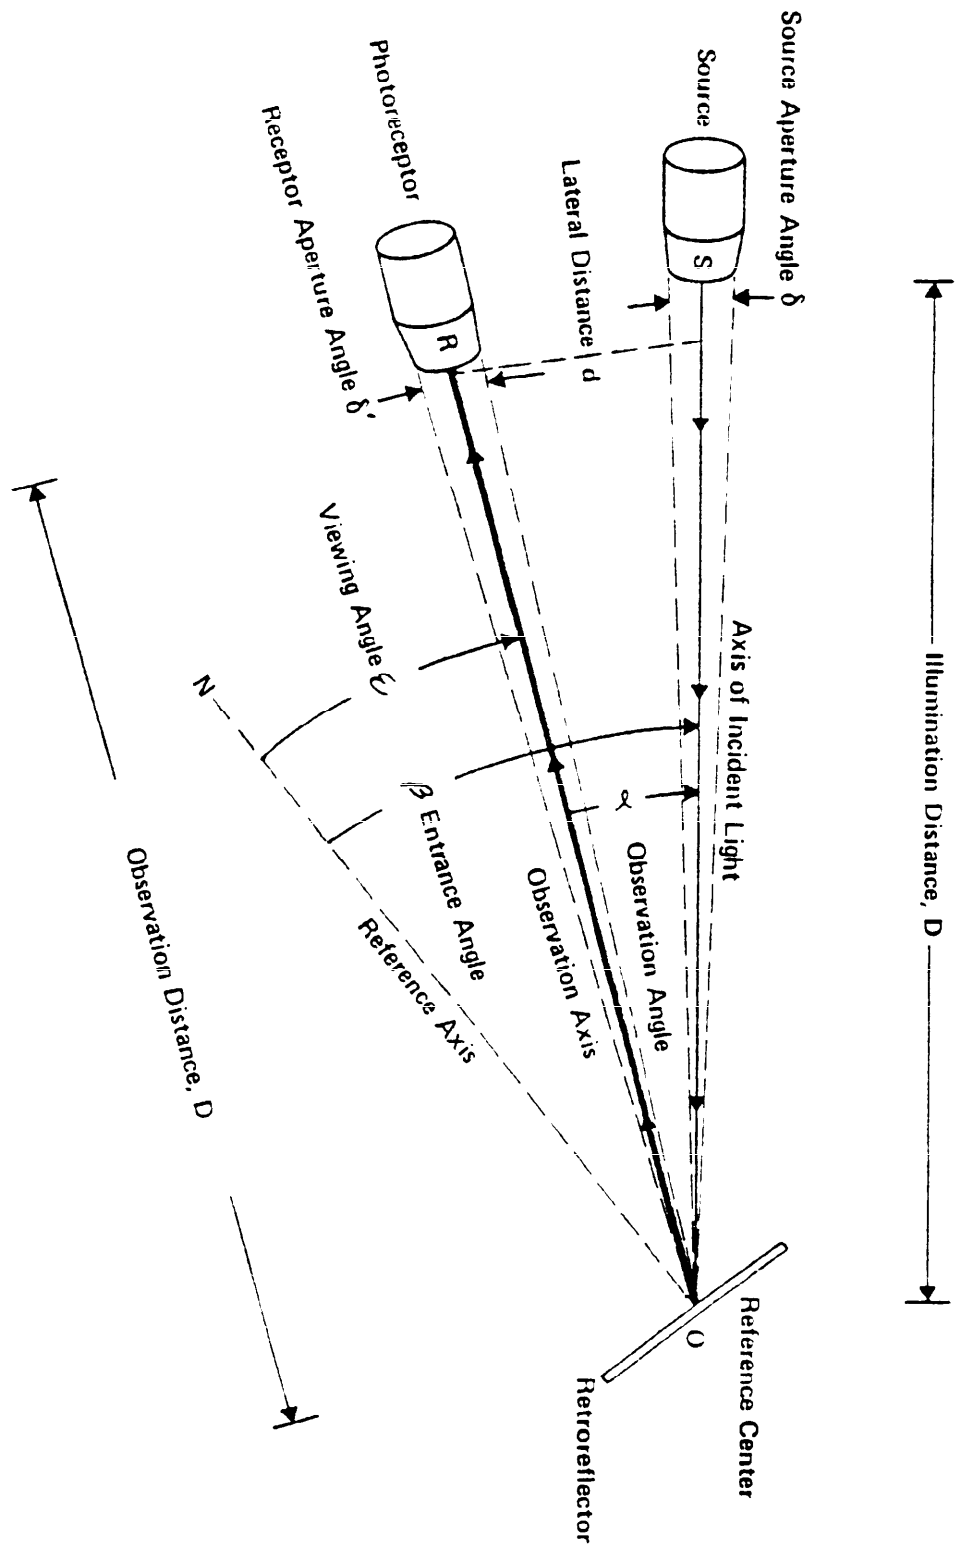 Illumination Distance, D
Source Aperture Angle δ
Source
S
Axis of Incident Light
Reference Center
O
Retroreflector
Lateral Distance d
α
Observation Angle
Observation Axis
Photoreceptor
R
Receptor Aperture Angle δ′
Viewing Angle ε
β Entrance Angle
Reference Axis
N
Observation Distance, D